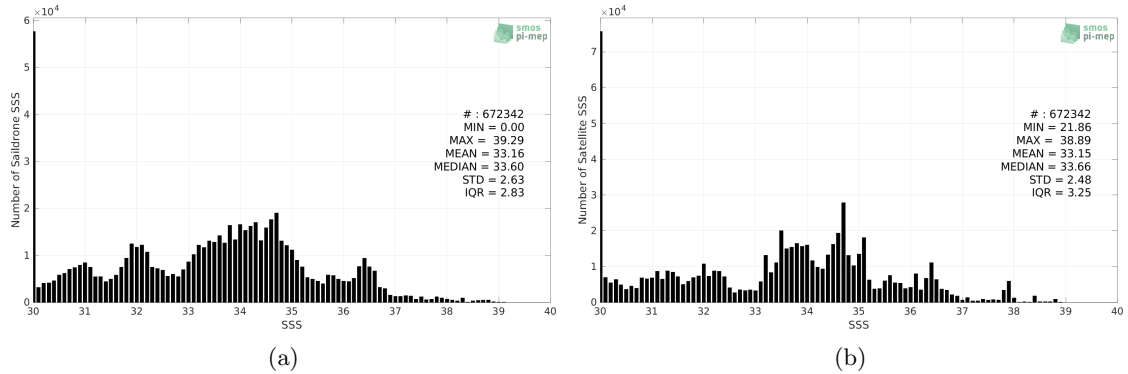 ×10⁴
6
5
4
3
2
1
0
Number of Saildrone SSS
smos
pi-mep
# : 672342
MIN = 0.00
MAX = 39.29
MEAN = 33.16
MEDIAN = 33.60
STD = 2.63
IQR = 2.83
30 31 32 33 34 35 36 37 38 39 40
SSS
(a)
×10⁴
7
6
5
4
3
2
1
0
Number of Satellite SSS
smos
pi-mep
# : 672342
MIN = 21.86
MAX = 38.89
MEAN = 33.15
MEDIAN = 33.66
STD = 2.48
IQR = 3.25
30 31 32 33 34 35 36 37 38 39 40
SSS
(b)